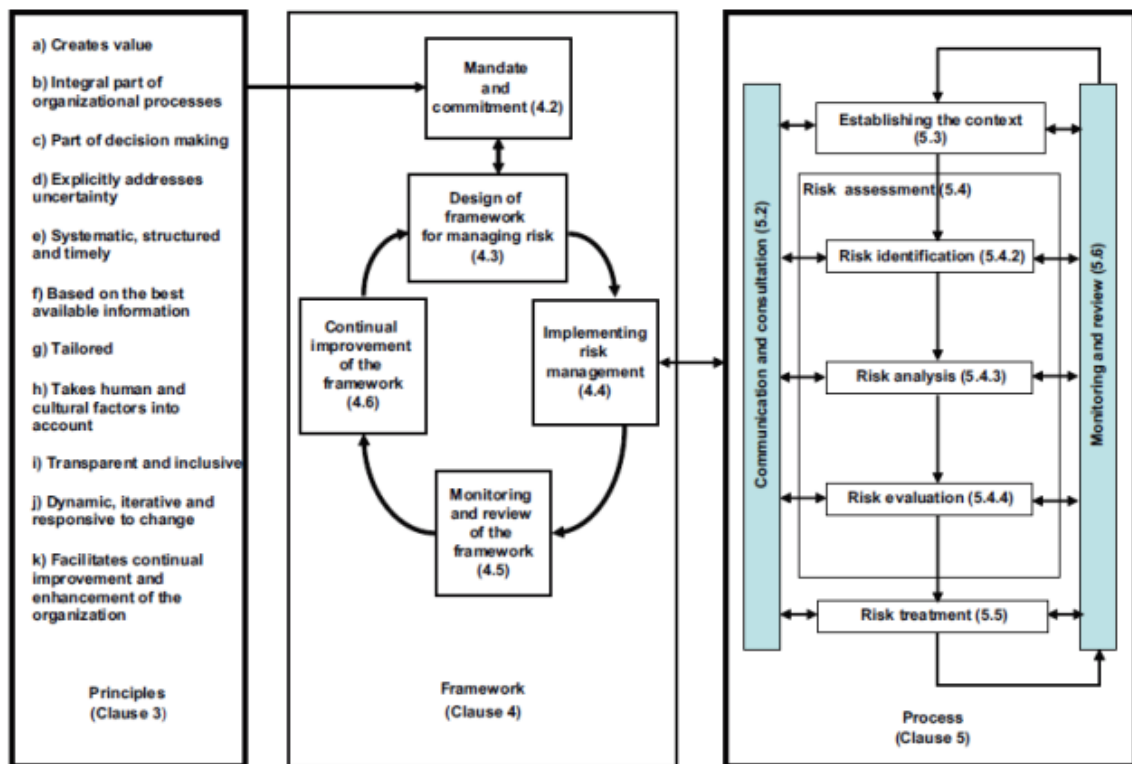 a) Creates value
b) Integral part of
organizational processes
c) Part of decision making
d) Explicitly addresses
uncertainty
e) Systematic, structured
and timely
f) Based on the best
available information
g) Tailored
h) Takes human and
cultural factors into
account
i) Transparent and inclusive
j) Dynamic, iterative and
responsive to change
k) Facilitates continual
improvement and
enhancement of the
organization
Principles
(Clause 3)
Mandate
and
commitment (4.2)
Design of
framework
for managing risk
(4.3)
Continual
improvement
of the
framework
(4.6)
Implementing
risk
management
(4.4)
Monitoring
and review
of the
framework
(4.5)
Framework
(Clause 4)
Communication and consultation (5.2)
Establishing the context
(5.3)
Risk assessment (5.4)
Risk identification (5.4.2)
Risk analysis (5.4.3)
Risk evaluation (5.4.4)
Risk treatment (5.5)
Monitoring and review (5.6)
Process
(Clause 5)